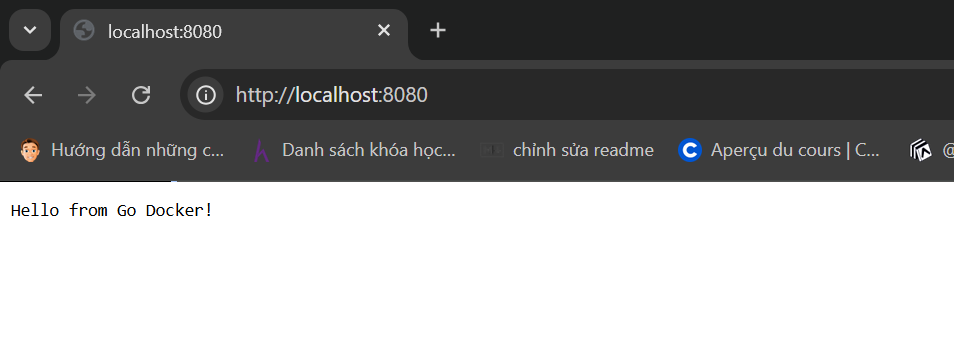 localhost:8080
http://localhost:8080
Hướng dẫn những c... Danh sách khóa học... chỉnh sửa readme Aperçu du cours | C... @
Hello from Go Docker!